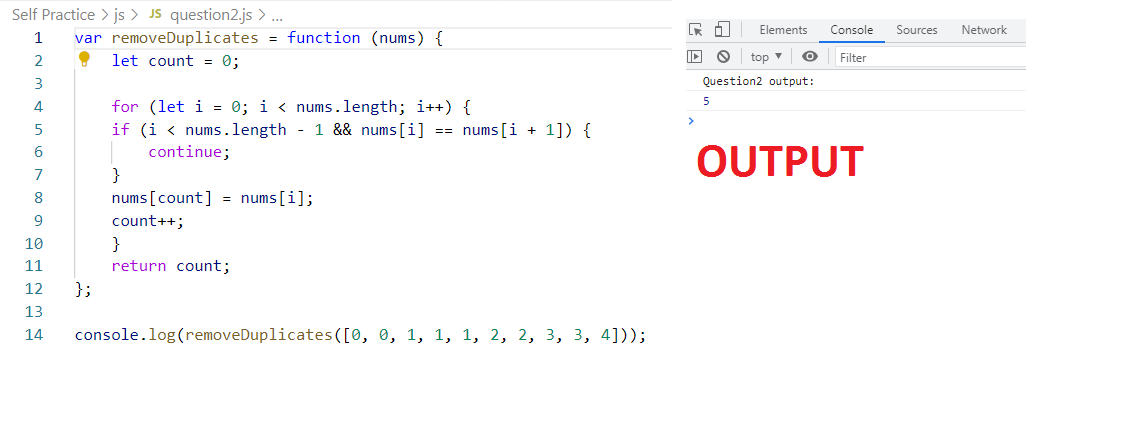 Self Practice > js > JS question2.js > ...
1 var removeDuplicates = function (nums) {
2 let count = 0;
3
4 for (let i = 0; i < nums.length; i++) {
5 if (i < nums.length - 1 && nums[i] == nums[i + 1]) {
6 continue;
7 }
8 nums[count] = nums[i];
9 count++;
10 }
11 return count;
12 };
13
14 console.log(removeDuplicates([0, 0, 1, 1, 1, 2, 2, 3, 3, 4]));
Elements Console Sources Network
top ▼ Filter
Question2 output:
5
>
OUTPUT